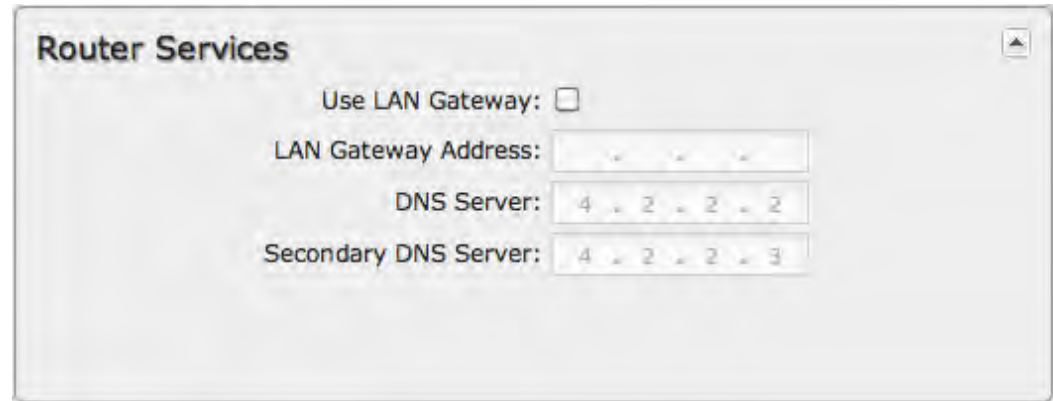 Router Services
Use LAN Gateway:
LAN Gateway Address: . . .
DNS Server: 4 . 2 . 2 . 2
Secondary DNS Server: 4 . 2 . 2 . 3